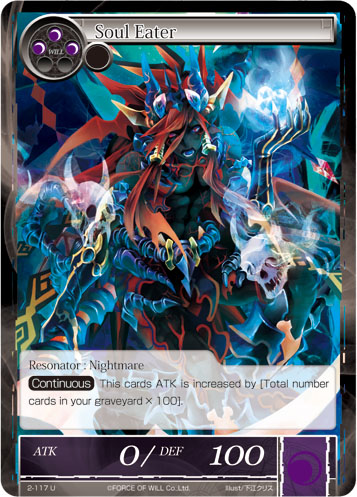 Soul Eater
WILL
Resonator : Nightmare
Continuous This cards ATK is increased by [Total number
cards in your graveyard × 100].
ATK 0 / DEF 100
2-117 U ©FORCE OF WILL Co.,Ltd. Illust/下江クリス